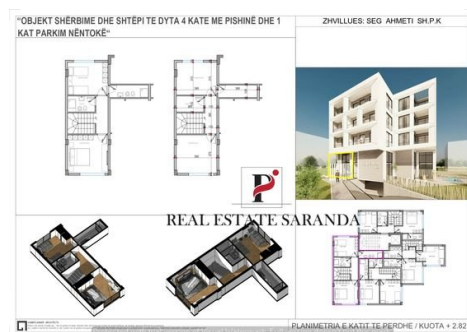 "OBJEKT SHËRBIME DHE SHTËPI TE DYTA 4 KATE ME PISHINË DHE 1
KAT PARKIM NËNTOKË"
ZHVILLUES: SEG AHMETI SH.P.K
REAL ESTATE SARANDA
PLANIMETRIA E KATIT TE PERDHE / KUOTA + 2.82